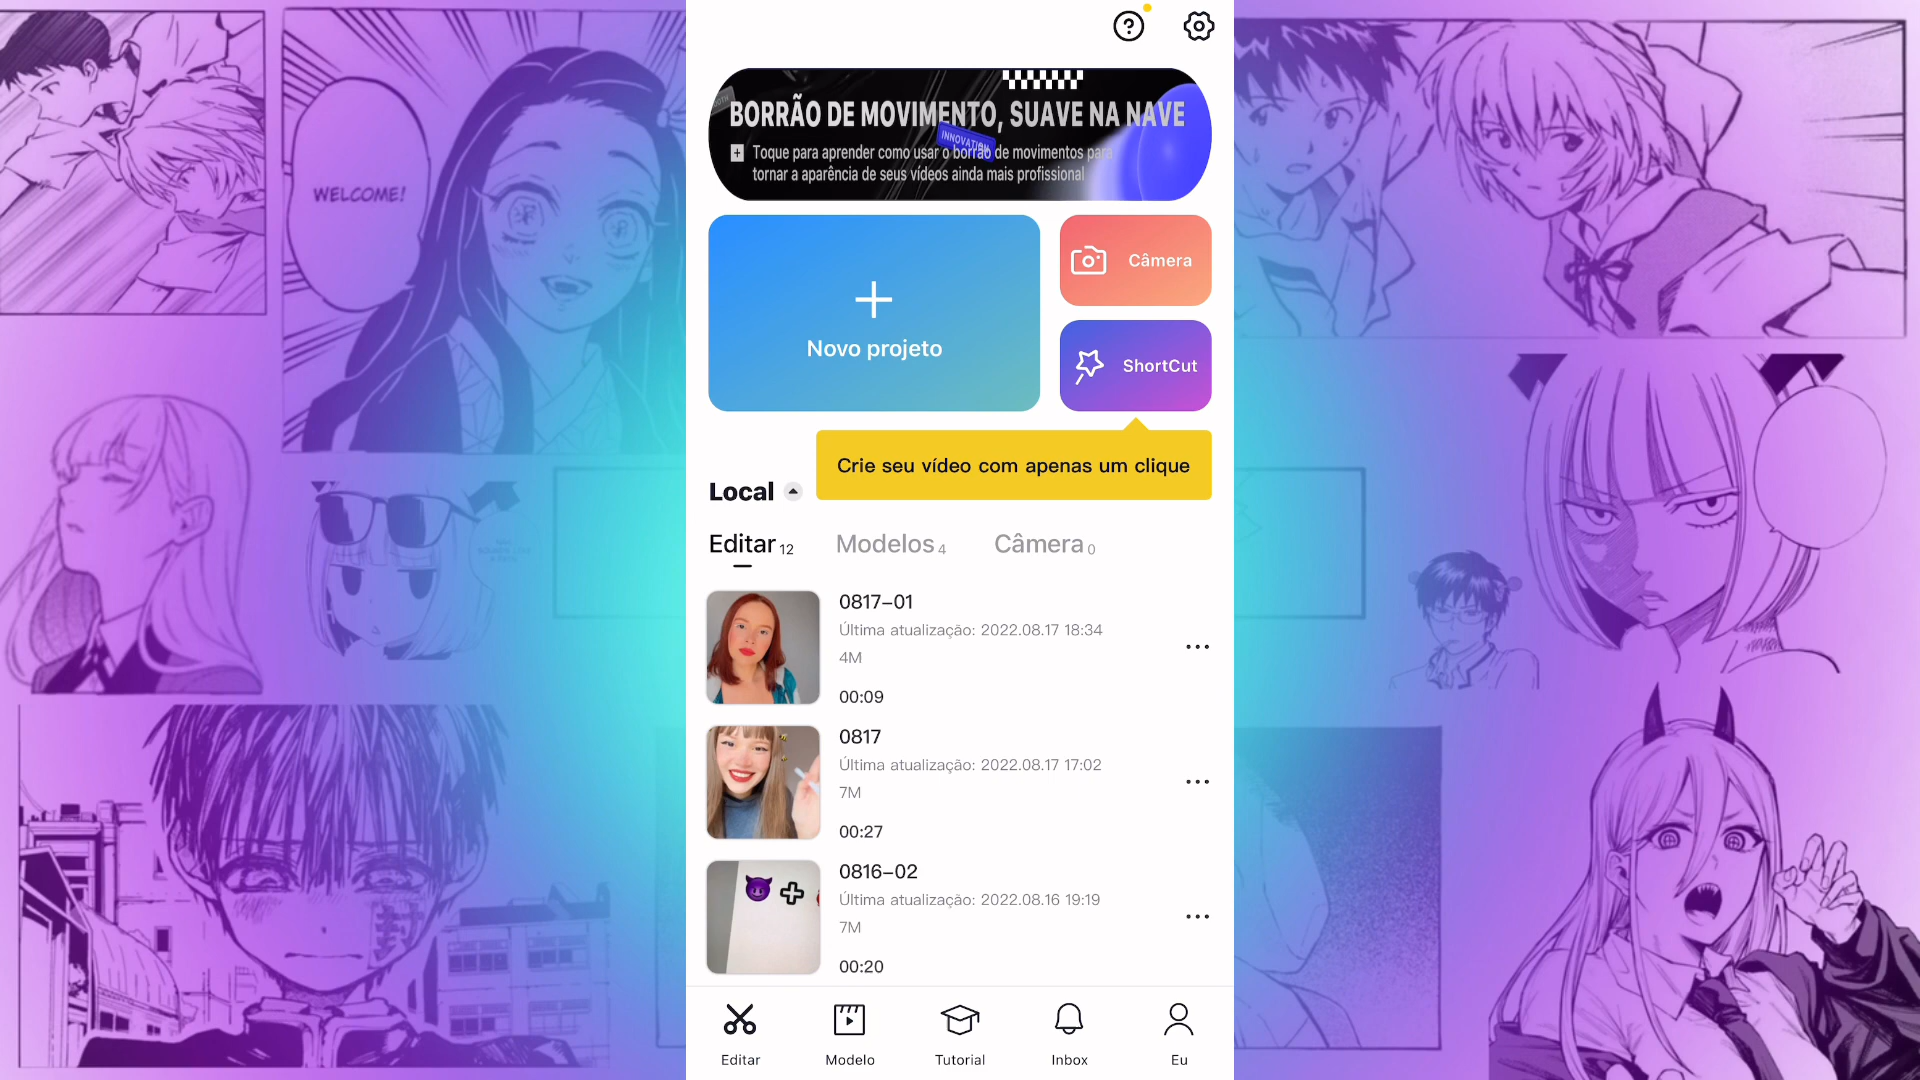 WELCOME!
BORRÃO DE MOVIMENTO, SUAVE NA NAVE
INNOVATION
Toque para aprender como usar o borrão de movimentos para
tornar a aparência de seus vídeos ainda mais profissional
Novo projeto
Câmera
ShortCut
Crie seu vídeo com apenas um clique
Local
Editar 12
Modelos 4
Câmera 0
0817-01
Última atualização: 2022.08.17 18:34
4M
00:09
0817
Última atualização: 2022.08.17 17:02
7M
00:27
0816-02
Última atualização: 2022.08.16 19:19
7M
00:20
Editar
Modelo
Tutorial
Inbox
Eu